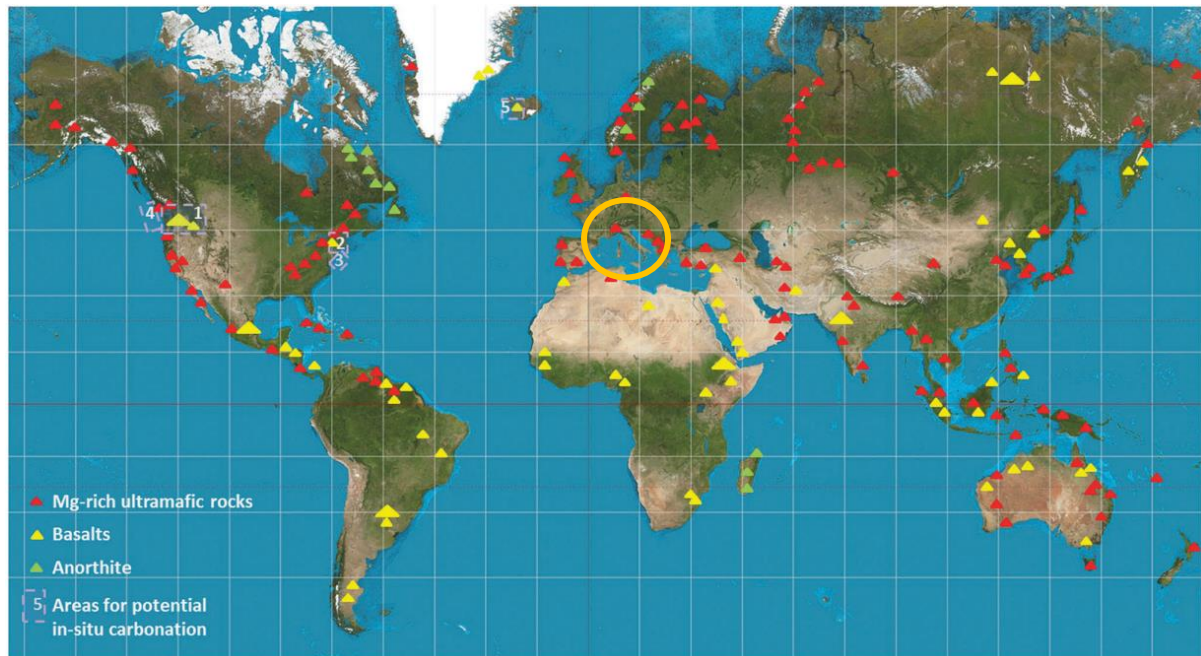 5
4
1
2
3
Mg-rich ultramafic rocks
Basalts
Anorthite
5 Areas for potential
in-situ carbonation